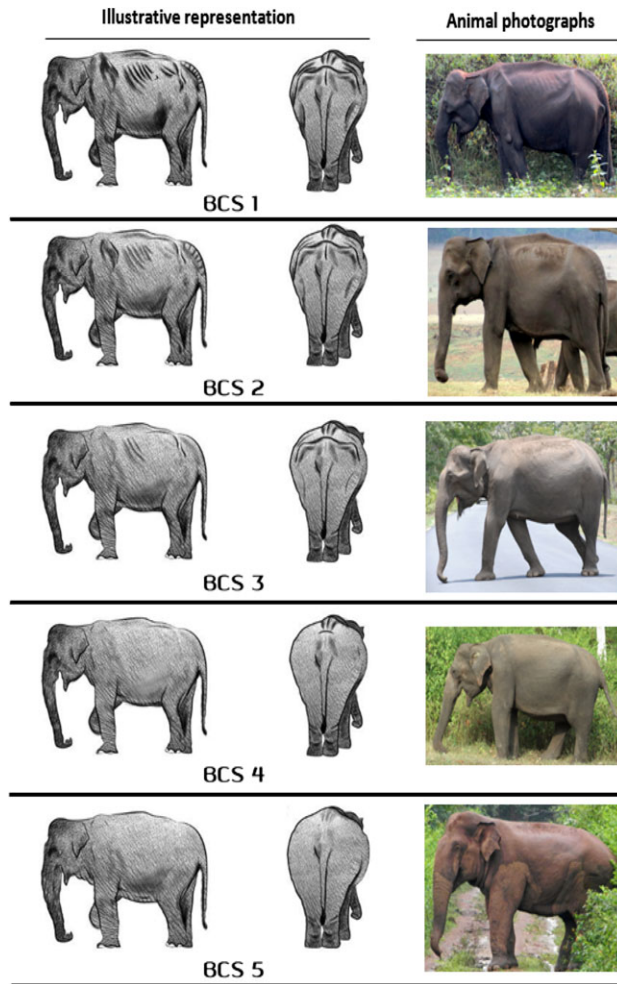 Illustrative representation
Animal photographs
BCS 1
BCS 2
BCS 3
BCS 4
BCS 5